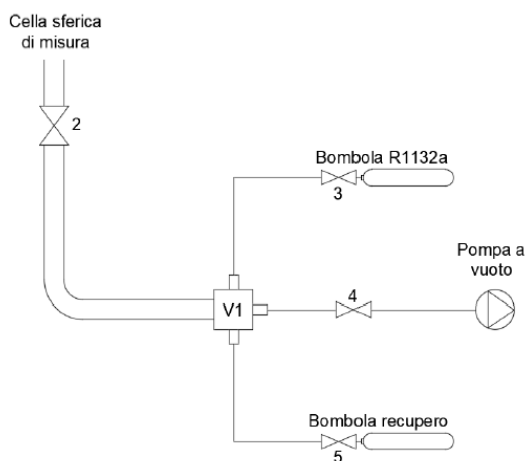 Cella sferica
di misura
2
Bombola R1132a
3
Pompa a
vuoto
4
V1
Bombola recupero
5